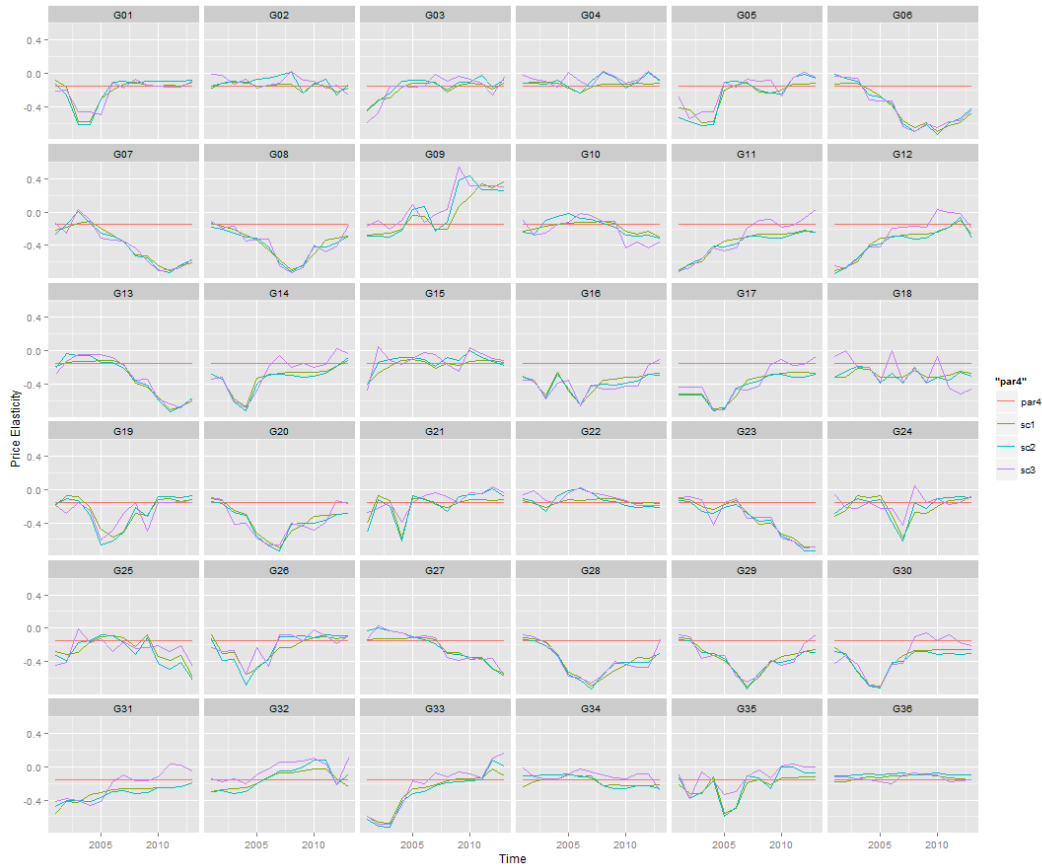 G01 G02 G03 G04 G05 G06
0.4
0.0
-0.4
G07 G08 G09 G10 G11 G12
0.4
0.0
-0.4
G13 G14 G15 G16 G17 G18
0.4
0.0
-0.4
G19 G20 G21 G22 G23 G24
0.4
0.0
-0.4
G25 G26 G27 G28 G29 G30
0.4
0.0
-0.4
G31 G32 G33 G34 G35 G36
0.4
0.0
-0.4
2005 2010 2005 2010 2005 2010 2005 2010 2005 2010 2005 2010
Time
Price Elasticity
"par4"
par4
sc1
sc2
sc3